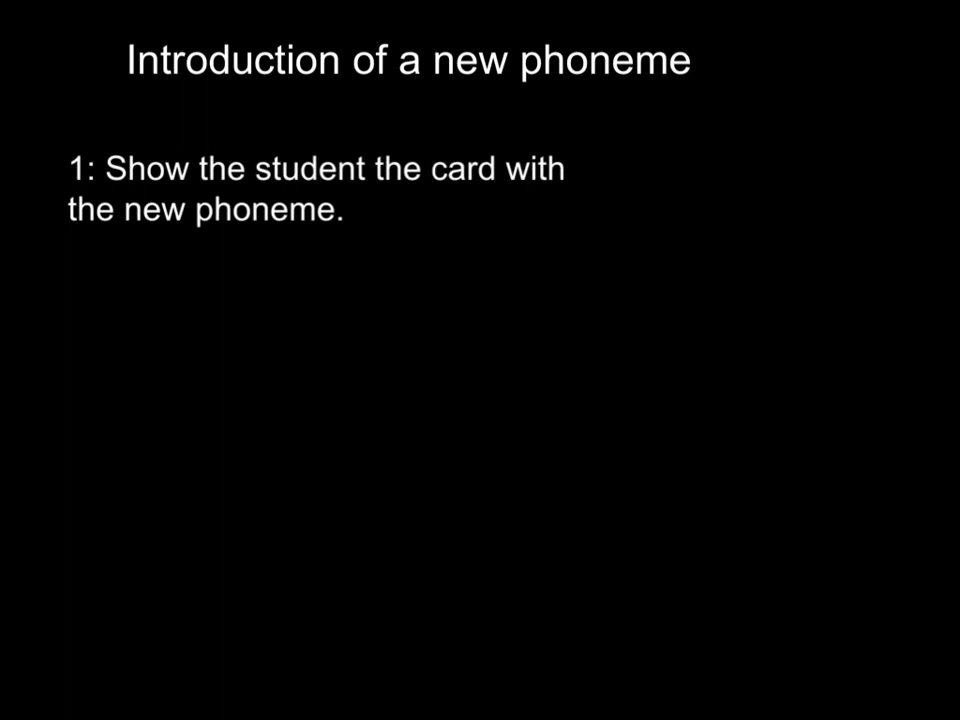 Introduction of a new phoneme
1: Show the student the card with
the new phoneme.